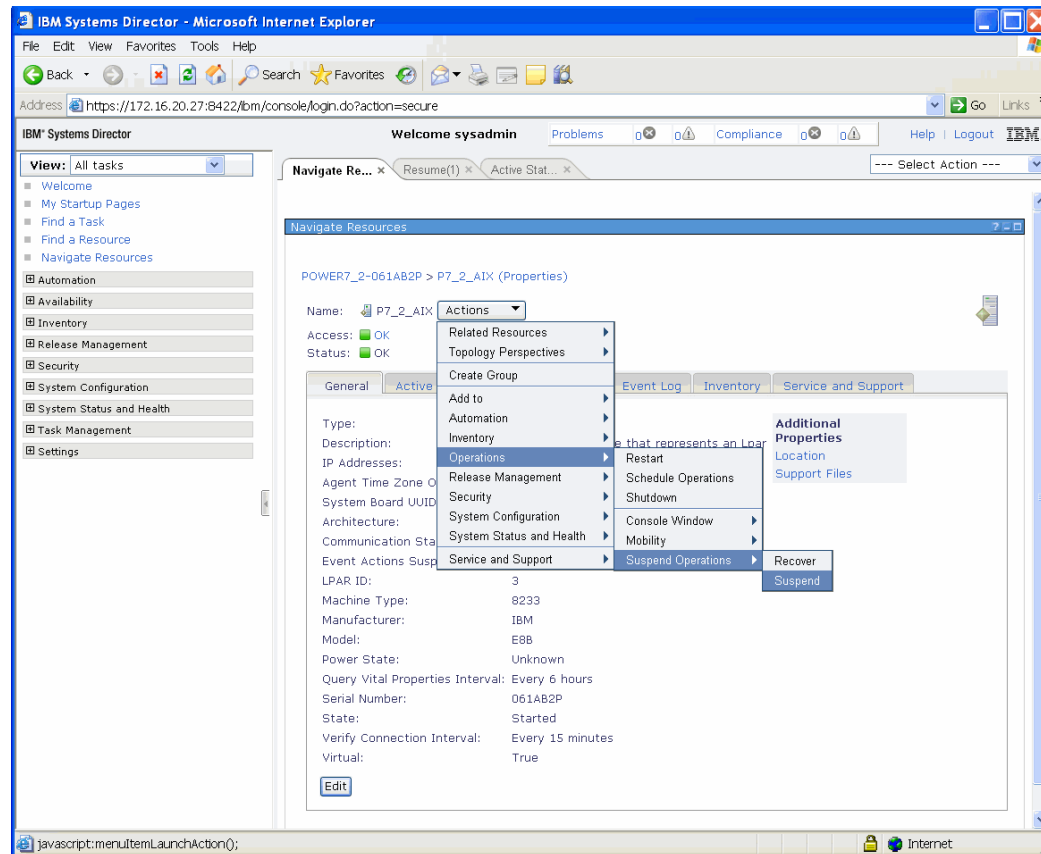 IBM Systems Director - Microsoft Internet Explorer
File Edit View Favorites Tools Help
Back Search Favorites
Address https://172.16.20.27:8422/ibm/console/login.do?action=secure Go Links
IBM® Systems Director Welcome sysadmin Problems 0 0 Compliance 0 0 Help | Logout IBM
View: All tasks
Welcome
My Startup Pages
Find a Task
Find a Resource
Navigate Resources
Automation
Availability
Inventory
Release Management
Security
System Configuration
System Status and Health
Task Management
Settings
Navigate Re... × Resume(1) × Active Stat... × --- Select Action ---
Navigate Resources
POWER7_2-061AB2P > P7_2_AIX (Properties)
Name: P7_2_AIX Actions
Access: OK
Status: OK
General Active Event Log Inventory Service and Support
Related Resources
Topology Perspectives
Create Group
Add to
Automation
Inventory
Operations
Release Management
Security
System Configuration
System Status and Health
Service and Support
Restart
Schedule Operations
Shutdown
Console Window
Mobility
Suspend Operations
Recover
Suspend
Type:
Description: that represents an Lpar
IP Addresses:
Agent Time Zone O
System Board UUID
Architecture:
Communication Sta
Event Actions Susp
LPAR ID: 3
Machine Type: 8233
Manufacturer: IBM
Model: E8B
Power State: Unknown
Query Vital Properties Interval: Every 6 hours
Serial Number: 061AB2P
State: Started
Verify Connection Interval: Every 15 minutes
Virtual: True
Edit
Additional Properties
Location
Support Files
javascript:menuItemLaunchAction(); Internet